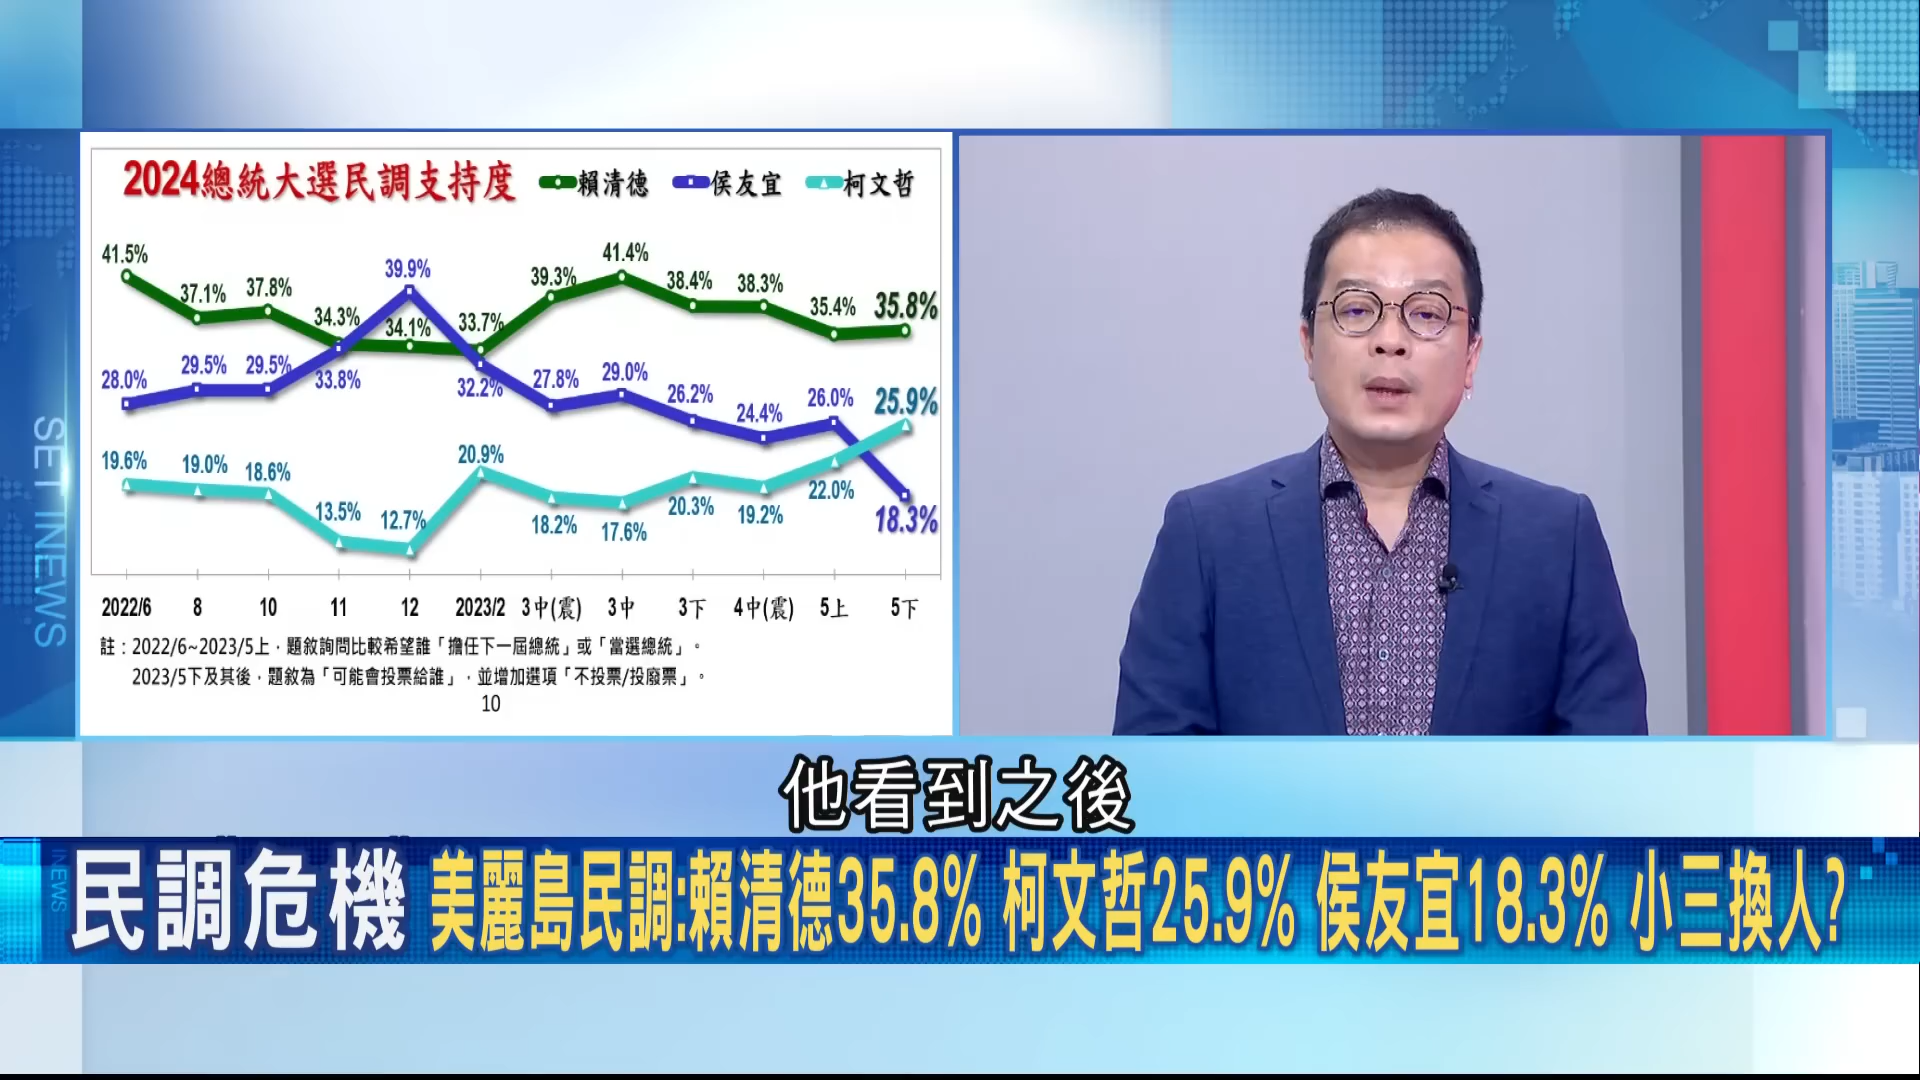 SET iNEWS
2024總統大選民調支持度
賴清德 侯友宜 柯文哲
41.5% 37.1% 37.8% 34.3% 34.1% 33.7% 39.3% 41.4% 38.4% 38.3% 35.4% 35.8%
28.0% 29.5% 29.5% 33.8% 39.9% 32.2% 27.8% 29.0% 26.2% 24.4% 26.0% 18.3%
19.6% 19.0% 18.6% 13.5% 12.7% 20.9% 18.2% 17.6% 20.3% 19.2% 22.0% 25.9%
2022/6 8 10 11 12 2023/2 3中(震) 3中 3下 4中(震) 5上 5下
註：2022/6~2023/5上，題敘詢問比較希望誰「擔任下一屆總統」或「當選總統」。
2023/5下及其後，題敘為「可能會投票給誰」，並增加選項「不投票/投廢票」。
10
他看到之後
iNEWS
民調危機 美麗島民調:賴清德35.8% 柯文哲25.9% 侯友宜18.3% 小三換人?